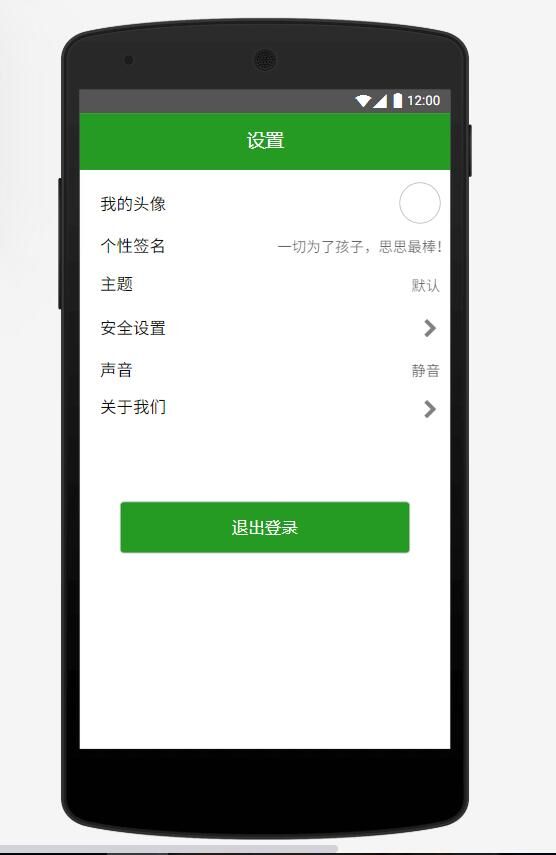 12:00
设置
我的头像
个性签名 一切为了孩子，思思最棒！
主题 默认
安全设置
声音 静音
关于我们
退出登录